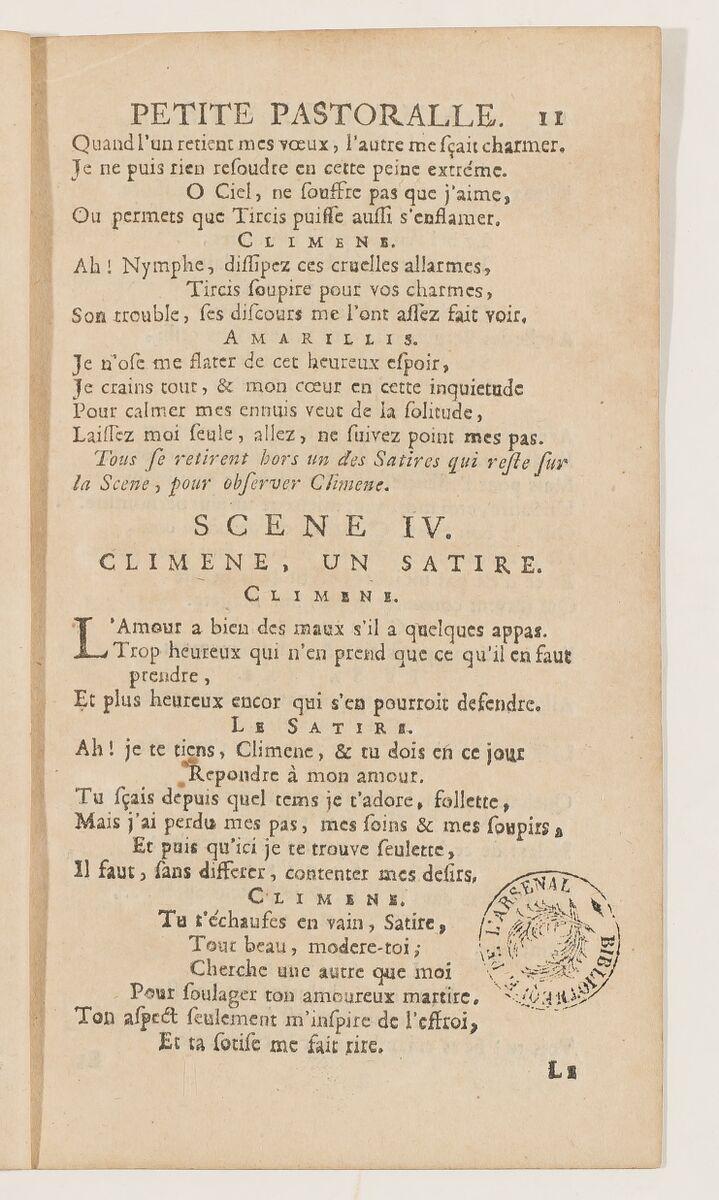 PETITE PASTORALLE. 11
Quand l'un retient mes vœux, l'autre me sçait charmer.
Je ne puis rien resoudre en cette peine extréme.
O Ciel, ne souffre pas que j'aime,
Ou permets que Tircis puisse aussi s'enflamer.
CLIMENE.
Ah ! Nymphe, dissipez ces cruelles allarmes,
Tircis soupire pour vos charmes,
Son trouble, ses discours me l'ont assez fait voir.
AMARILLIS.
Je n'ose me flater de cet heureux espoir,
Je crains tout, & mon cœur en cette inquietude
Pour calmer mes ennuis veut de la solitude,
Laissez moi seule, allez, ne suivez point mes pas.
Tous se retirent hors un des Satires qui reste sur
la Scene, pour observer Climene.
SCENE IV.
CLIMENE, UN SATIRE.
CLIMENE.
L'Amour a bien des maux s'il a quelques appas.
Trop heureux qui n'en prend que ce qu'il en faut
prendre,
Et plus heureux encor qui s'en pourroit defendre.
LE SATIRE.
Ah ! je te tiens, Climene, & tu dois en ce jour
Repondre à mon amour.
Tu sçais depuis quel tems je t'adore, follette,
Mais j'ai perdu mes pas, mes soins & mes soupirs,
Et puis qu'ici je te trouve seulette,
Il faut, sans differer, contenter mes desirs.
CLIMENE.
Tu t'échaufes en vain, Satire,
Tout beau, modere-toi;
Cherche une autre que moi
Pour soulager ton amoureux martire.
Ton aspect seulement m'inspire de l'effroi,
Et ta sotise me fait rire.
LE
BIBLIOTHEQUE DE L'ARSENAL